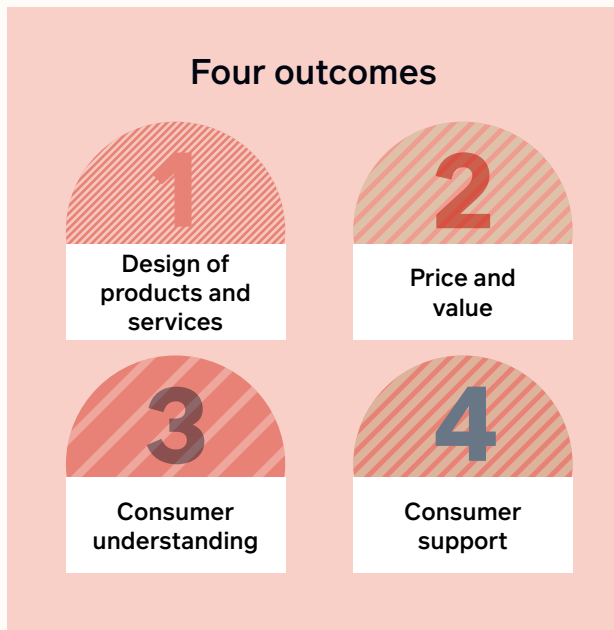 Four outcomes
1
Design of
products and
services
2
Price and
value
3
Consumer
understanding
4
Consumer
support